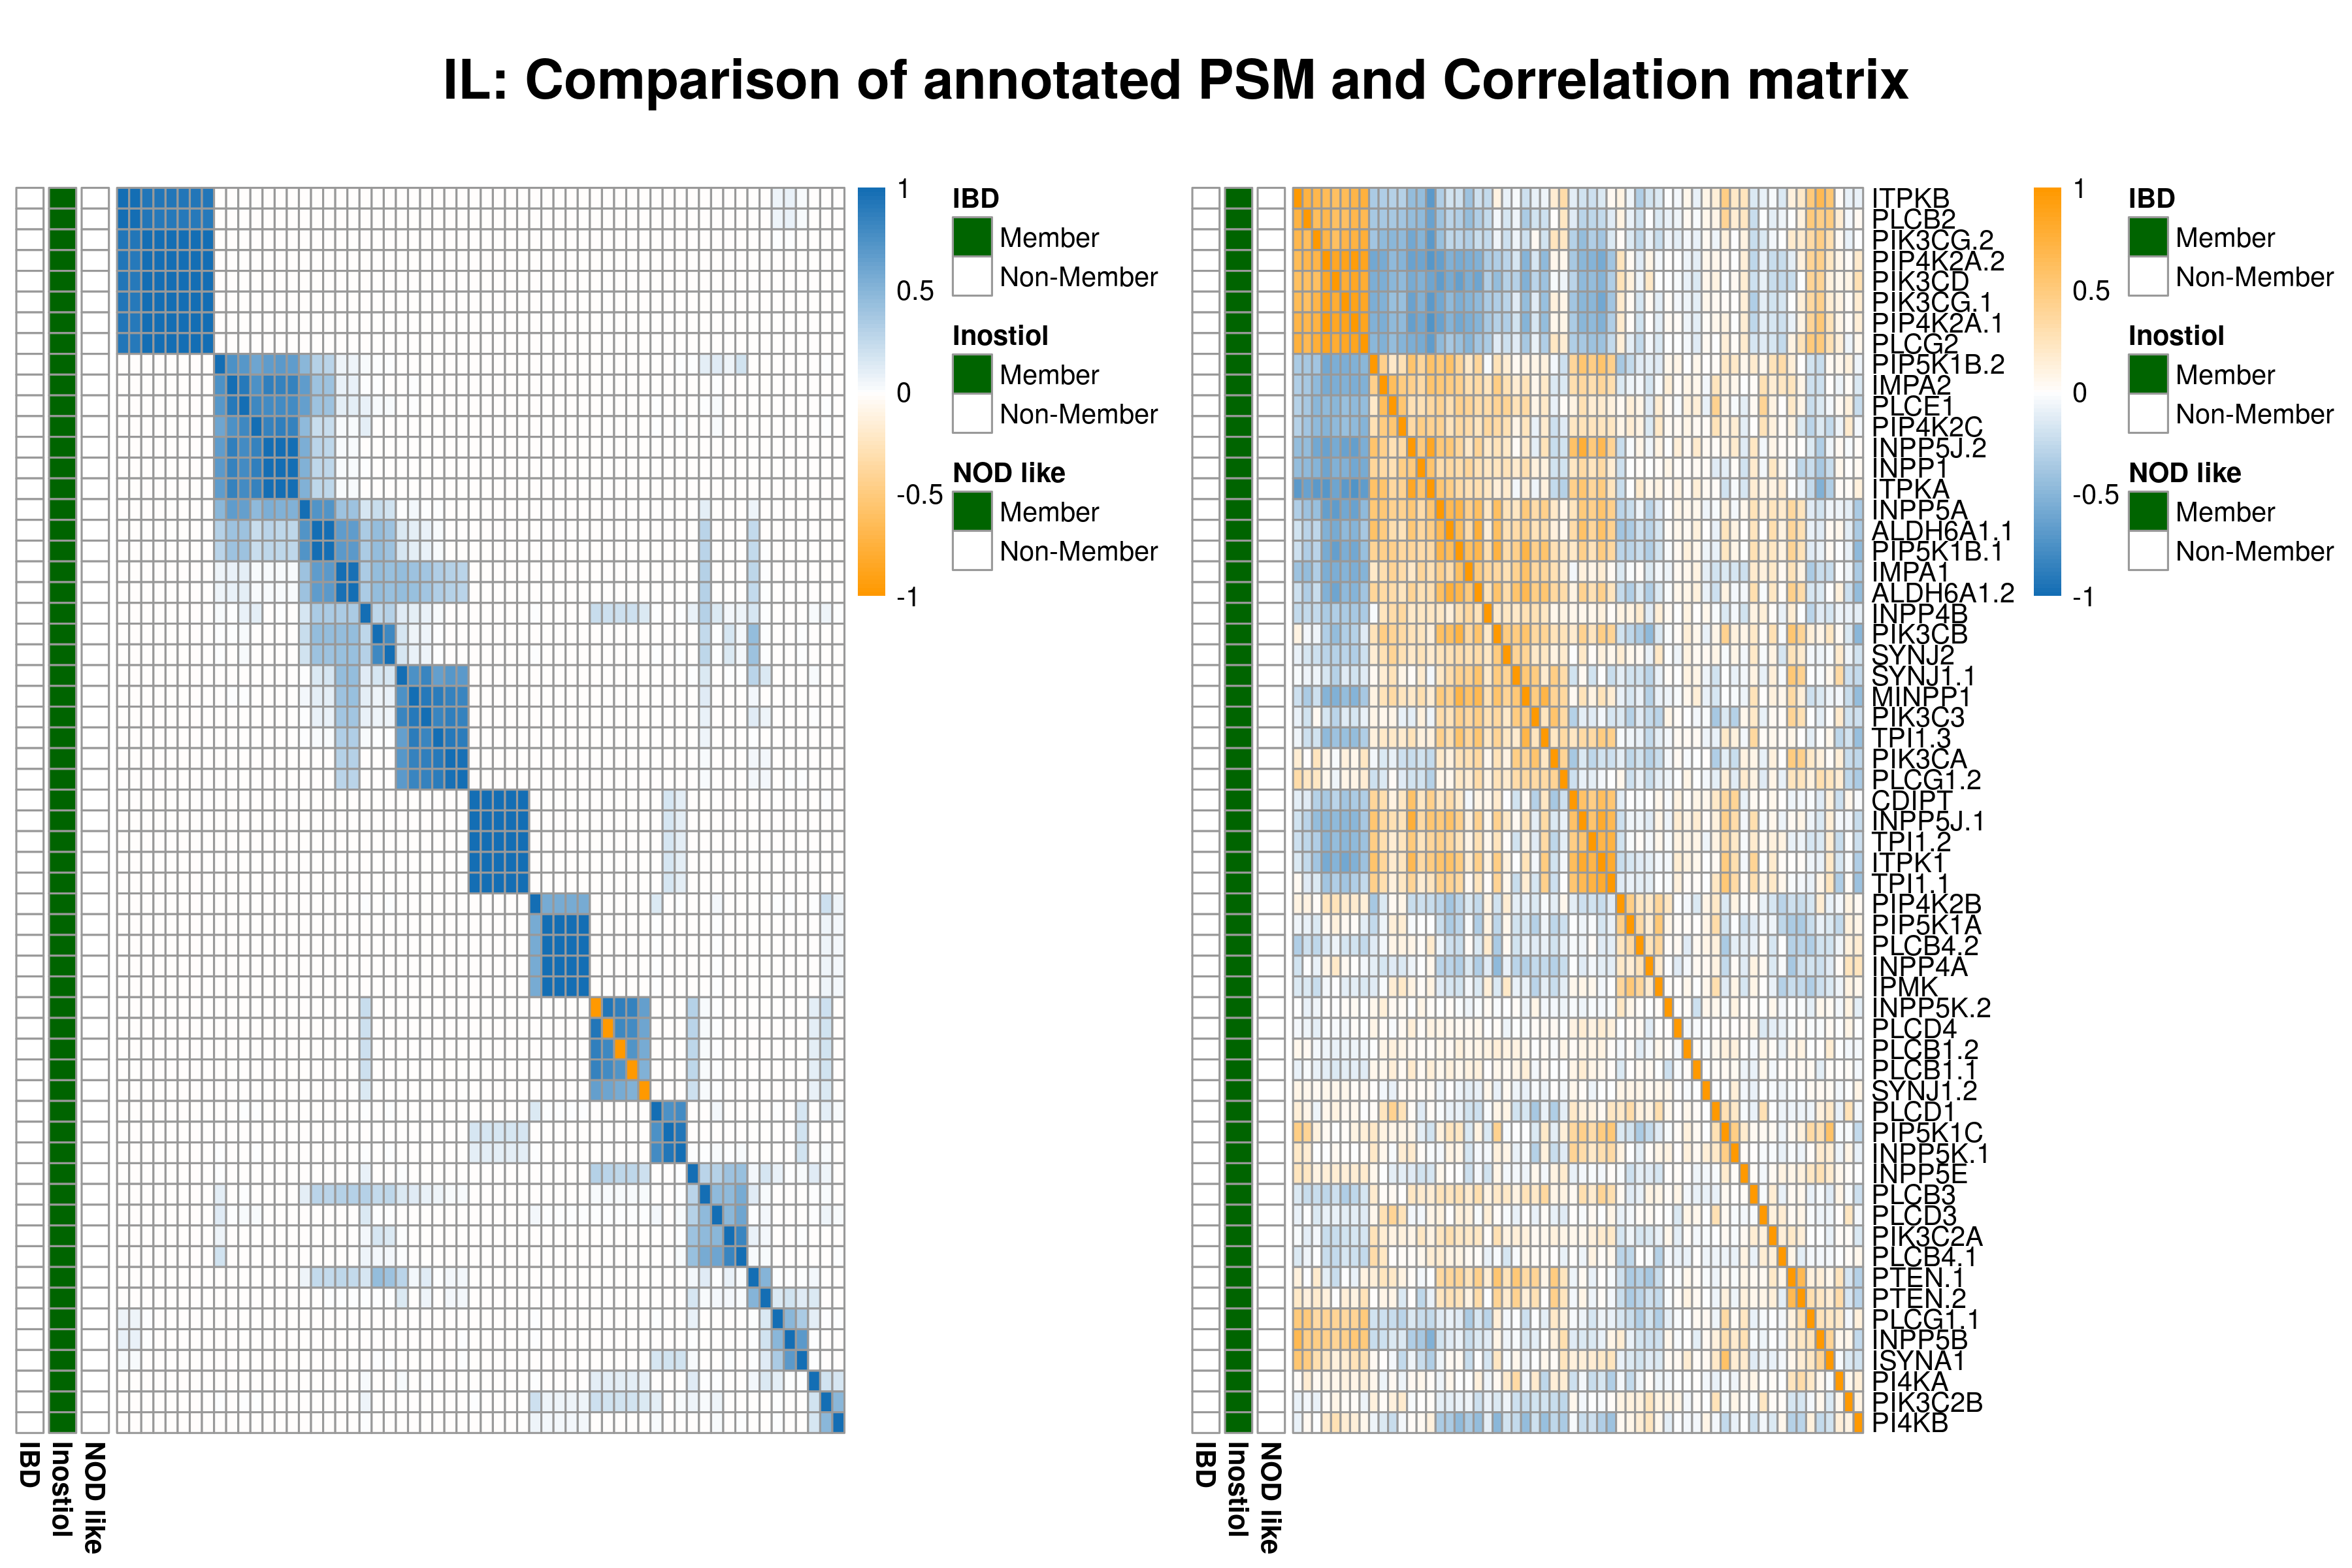 IL: Comparison of annotated PSM and Correlation matrix
1
0.5
0
-0.5
-1
IBD
Member
Non-Member
Inostiol
Member
Non-Member
NOD like
Member
Non-Member
IBD
Inostiol
NOD like
ITPKB
PLCB2
PIK3CG.2
PIP4K2A.2
PIK3CD
PIK3CG.1
PIP4K2A.1
PLCG2
PIP5K1B.2
IMPA2
PLCE1
PIP4K2C
INPP5J.2
INPP1
ITPKA
INPP5A
ALDH6A1.1
PIP5K1B.1
IMPA1
ALDH6A1.2
INPP4B
PIK3CB
SYNJ2
SYNJ1.1
MINPP1
PIK3C3
TPI1.3
PIK3CA
PLCG1.2
CDIPT
INPP5J.1
TPI1.2
ITPK1
TPI1.1
PIP4K2B
PIP5K1A
PLCB4.2
INPP4A
IPMK
INPP5K.2
PLCD4
PLCB1.2
PLCB1.1
SYNJ1.2
PLCD1
PIP5K1C
INPP5K.1
INPP5E
PLCB3
PLCD3
PIK3C2A
PLCB4.1
PTEN.1
PTEN.2
PLCG1.1
INPP5B
ISYNA1
PI4KA
PIK3C2B
PI4KB
1
0.5
0
-0.5
-1
IBD
Member
Non-Member
Inostiol
Member
Non-Member
NOD like
Member
Non-Member
IBD
Inostiol
NOD like